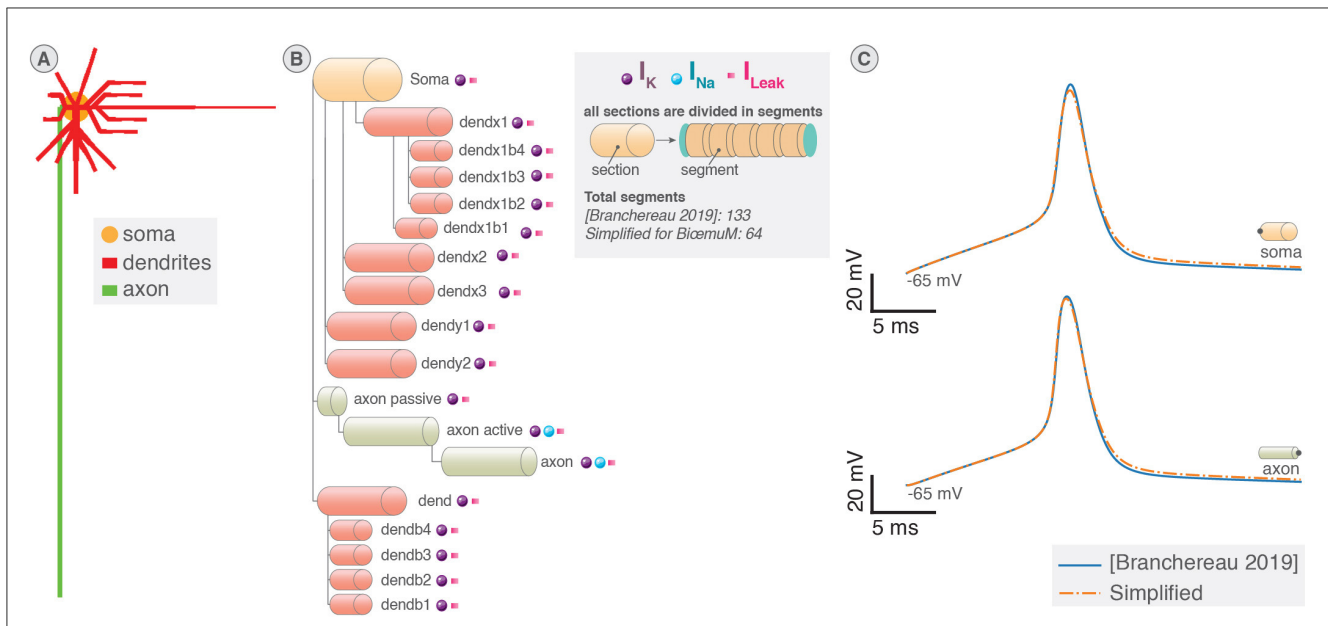 A
soma
dendrites
axon
B
Soma
dendx1
dendx1b4
dendx1b3
dendx1b2
dendx1b1
dendx2
dendx3
dendy1
dendy2
axon passive
axon active
axon
dend
dendb4
dendb3
dendb2
dendb1
I_K I_Na I_Leak
all sections are divided in segments
section segment
Total segments
[Branchereau 2019]: 133
Simplified for BiœmuM: 64
C
soma
-65 mV
20 mV
5 ms
axon
-65 mV
20 mV
5 ms
[Branchereau 2019]
Simplified